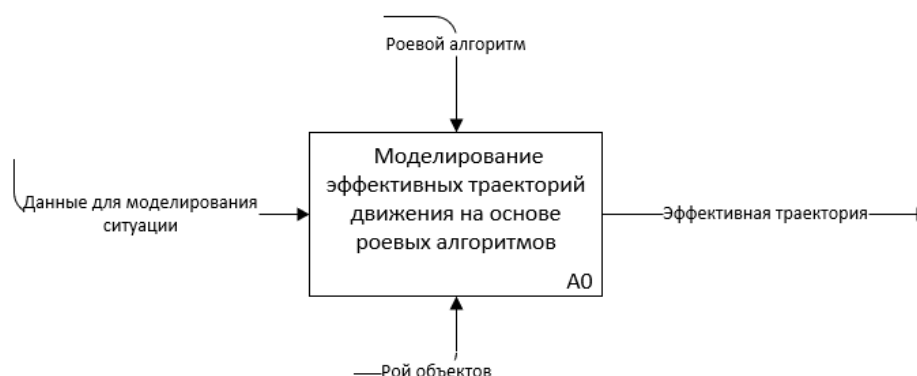 Роевой алгоритм
Моделирование
эффективных траекторий
движения на основе
роевых алгоритмов
A0
Данные для моделирования
ситуации
Эффективная траектория
Рой объектов